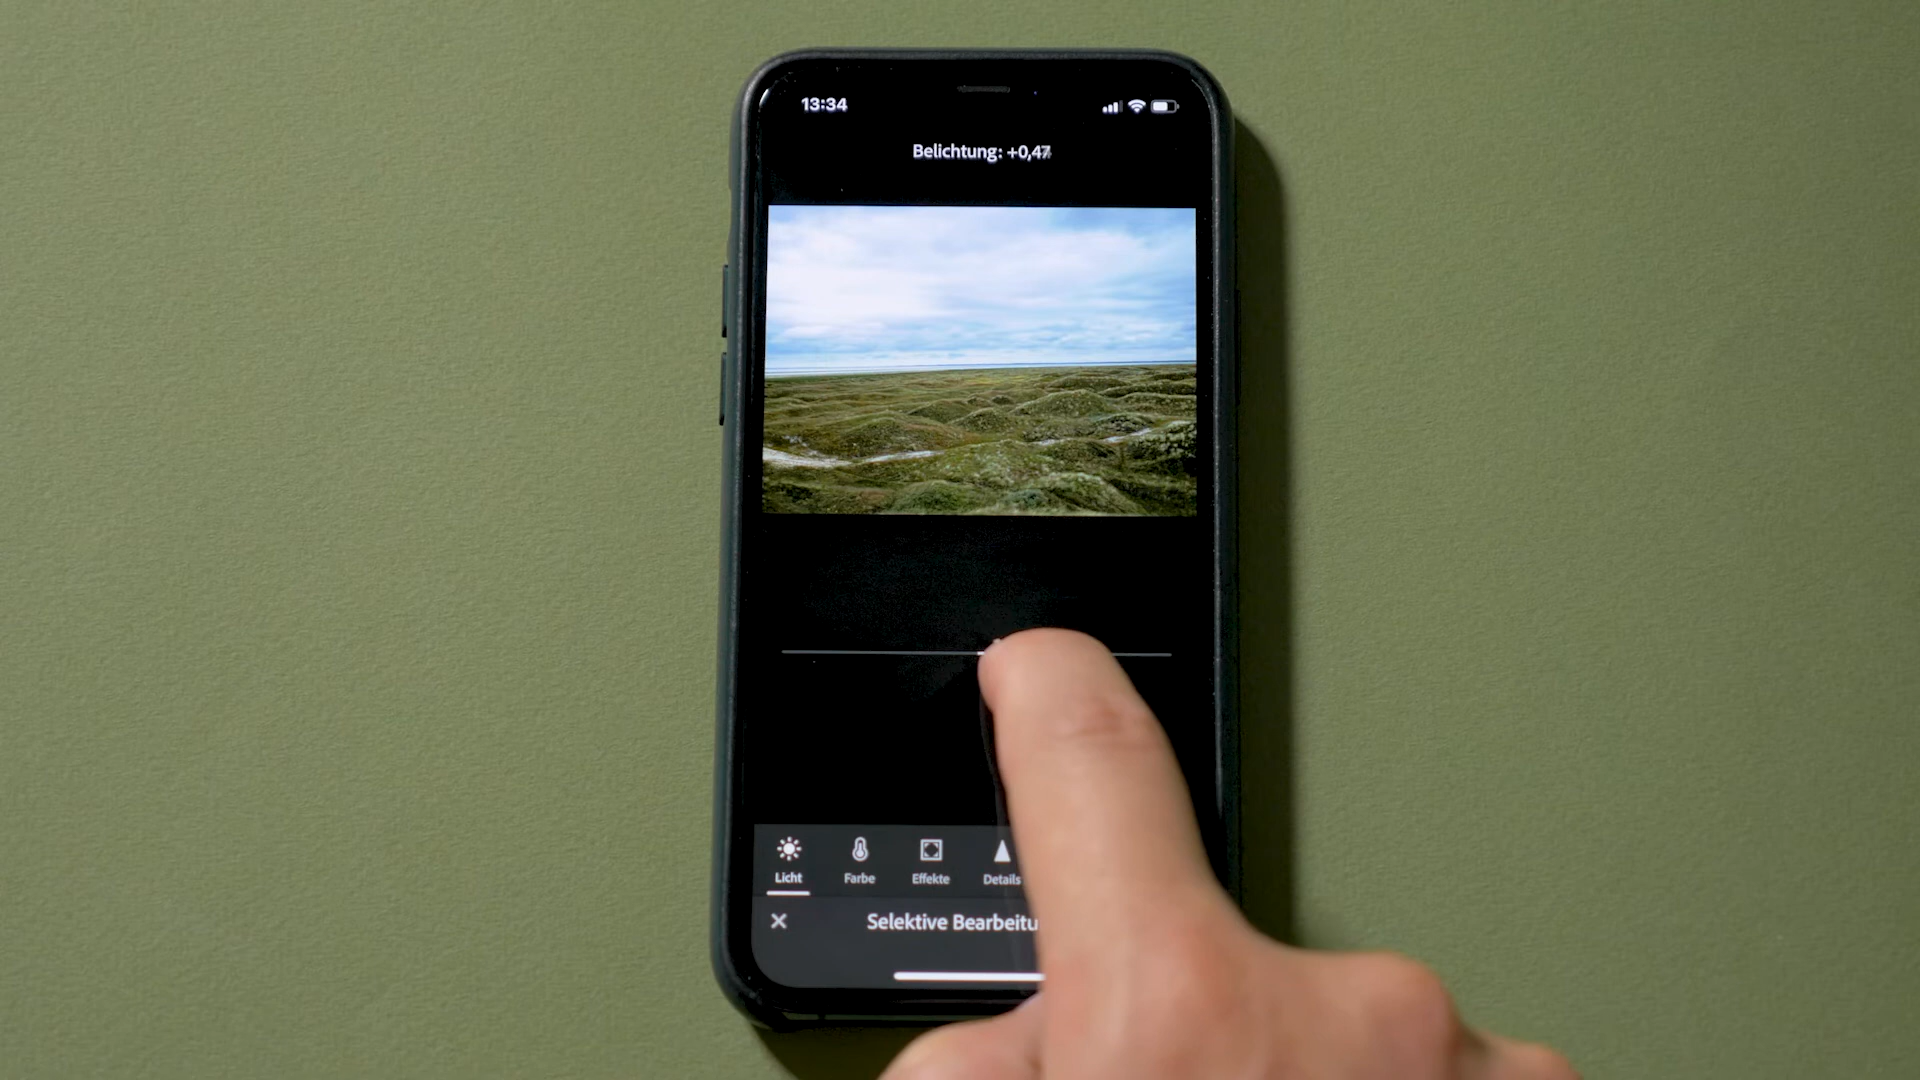 13:34
Belichtung: +0,47
Licht
Farbe
Effekte
Details
Selektive Bearbeitu